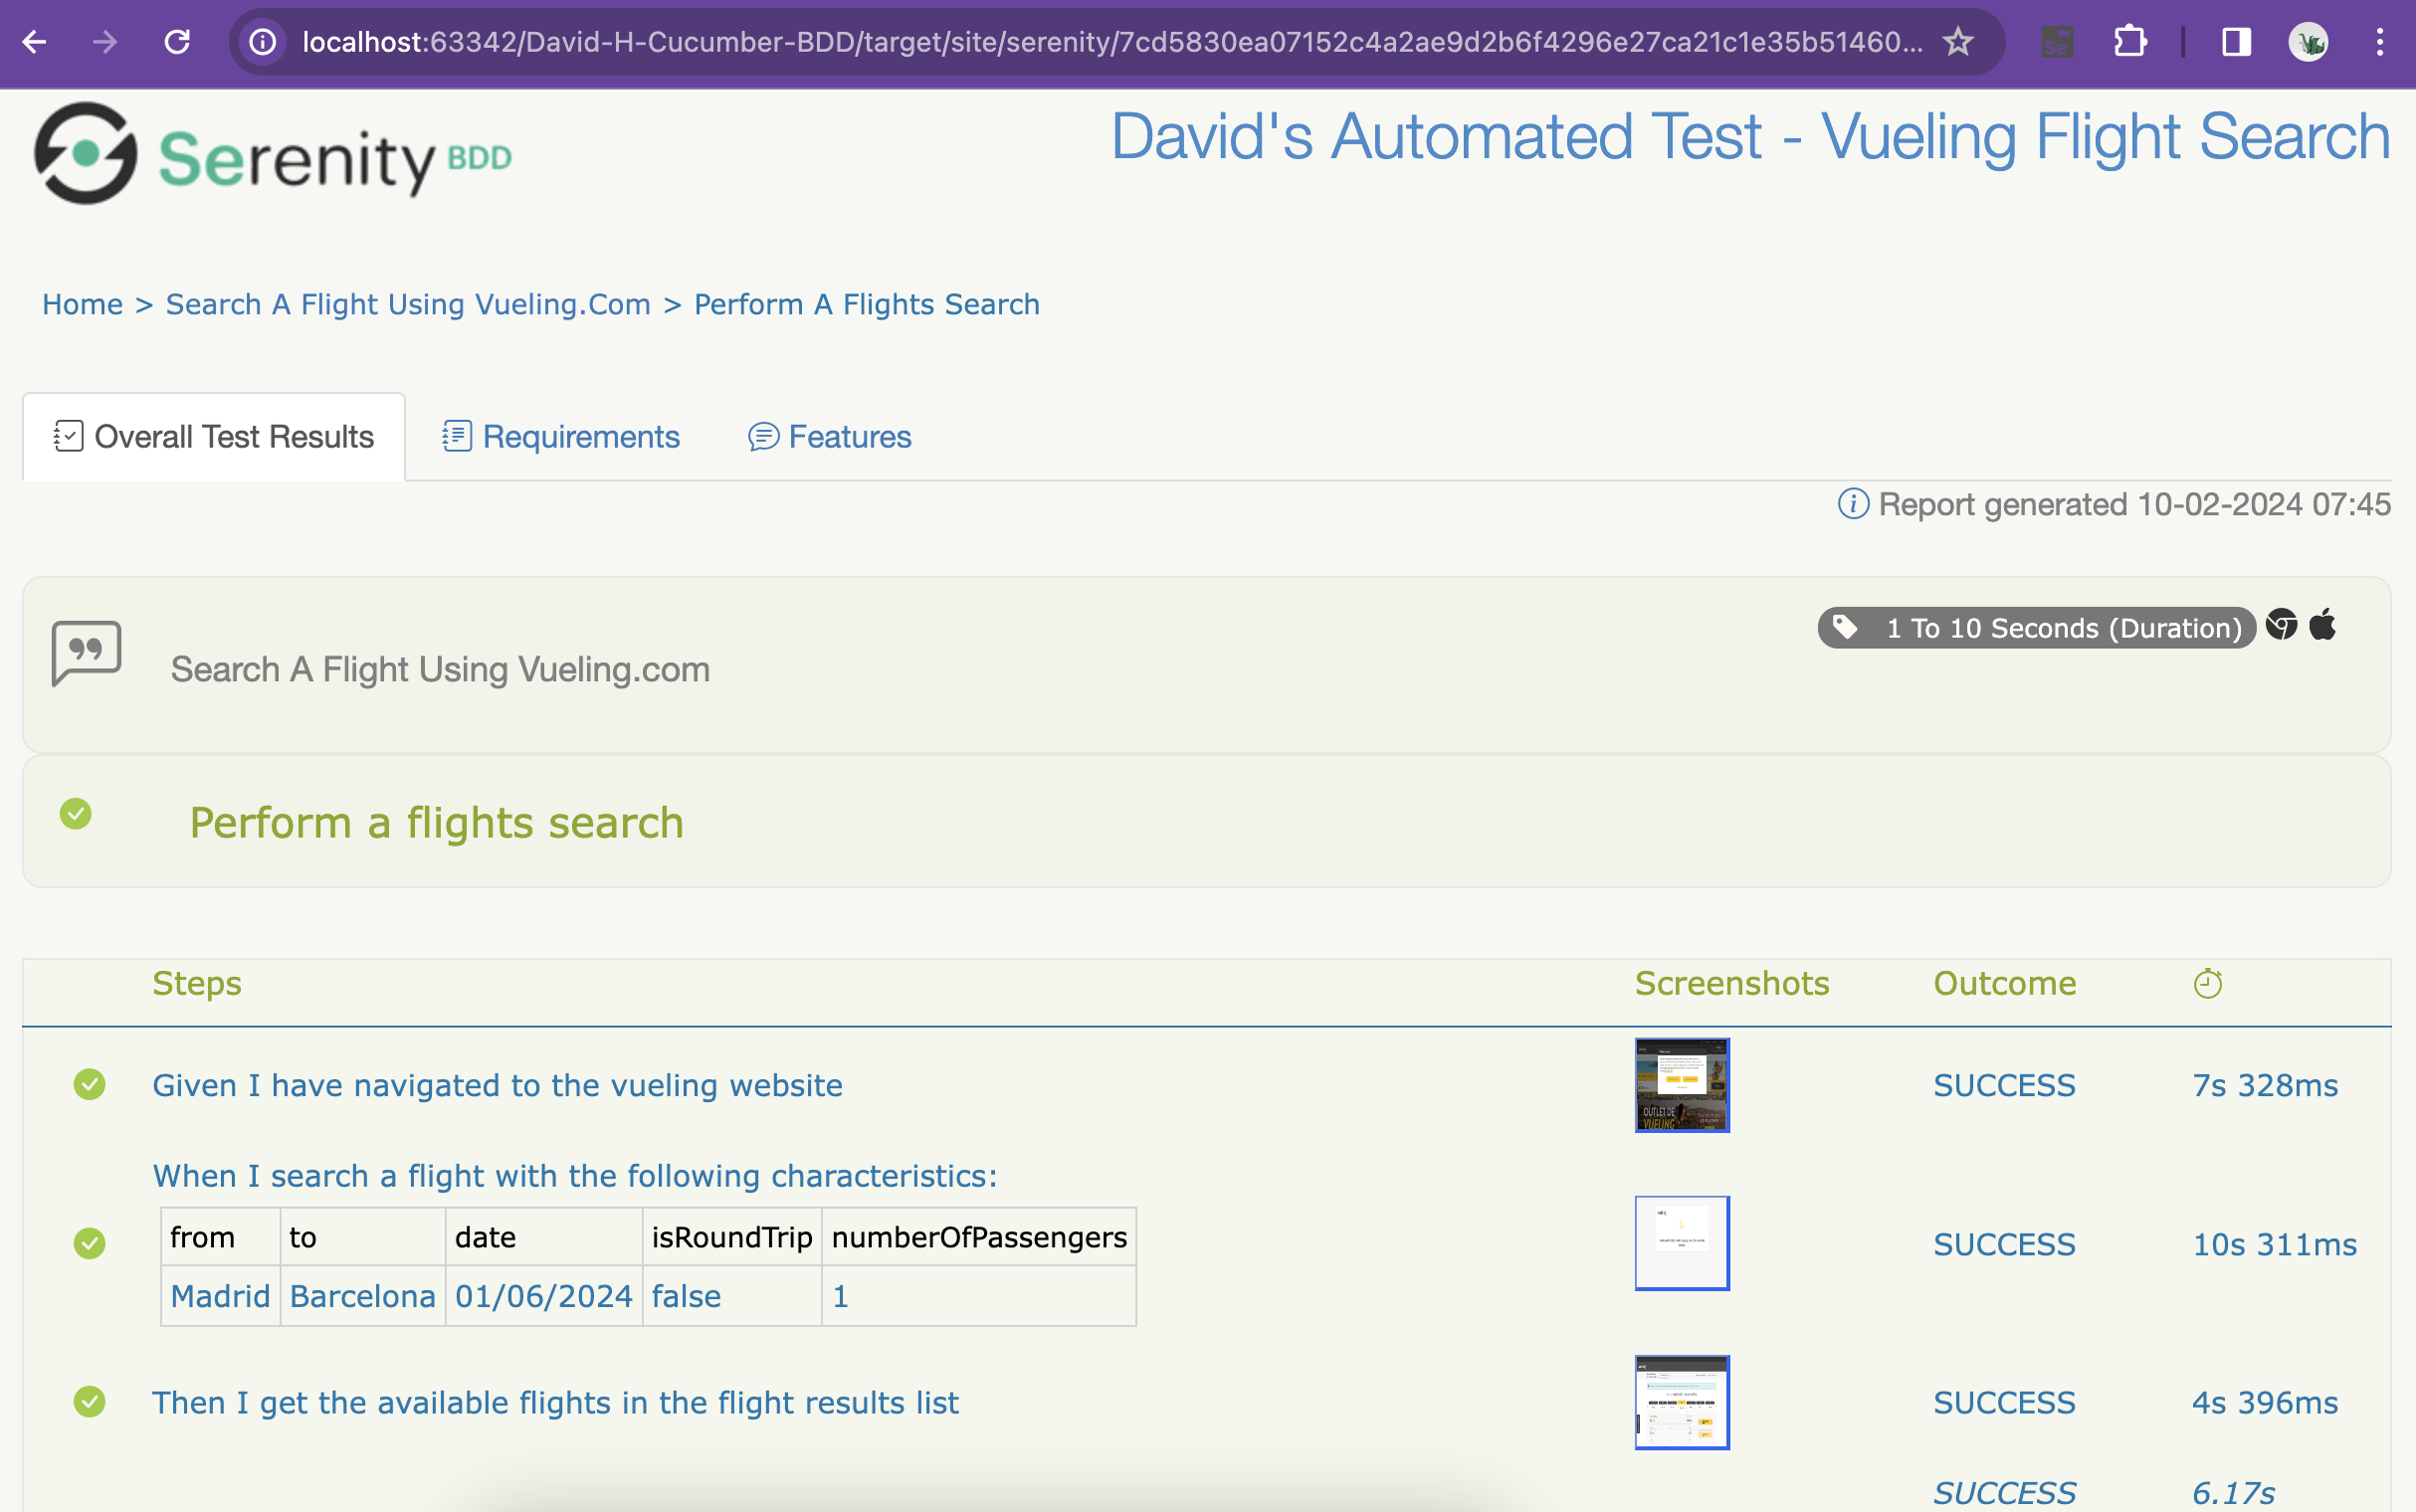 localhost:63342/David-H-Cucumber-BDD/target/site/serenity/7cd5830ea07152c4a2ae9d2b6f4296e27ca21c1e35b51460...
Se
Serenity BDD
David's Automated Test - Vueling Flight Search
Home > Search A Flight Using Vueling.Com > Perform A Flights Search
Overall Test Results
Requirements
Features
Report generated 10-02-2024 07:45
1 To 10 Seconds (Duration)
Search A Flight Using Vueling.com
Perform a flights search
Steps Screenshots Outcome
Given I have navigated to the vueling website SUCCESS 7s 328ms
OUTLET DE
VUELING
When I search a flight with the following characteristics:
from to date isRoundTrip numberOfPassengers
SUCCESS 10s 311ms
Madrid Barcelona 01/06/2024 false 1
Then I get the available flights in the flight results list SUCCESS 4s 396ms
SUCCESS 6.17s